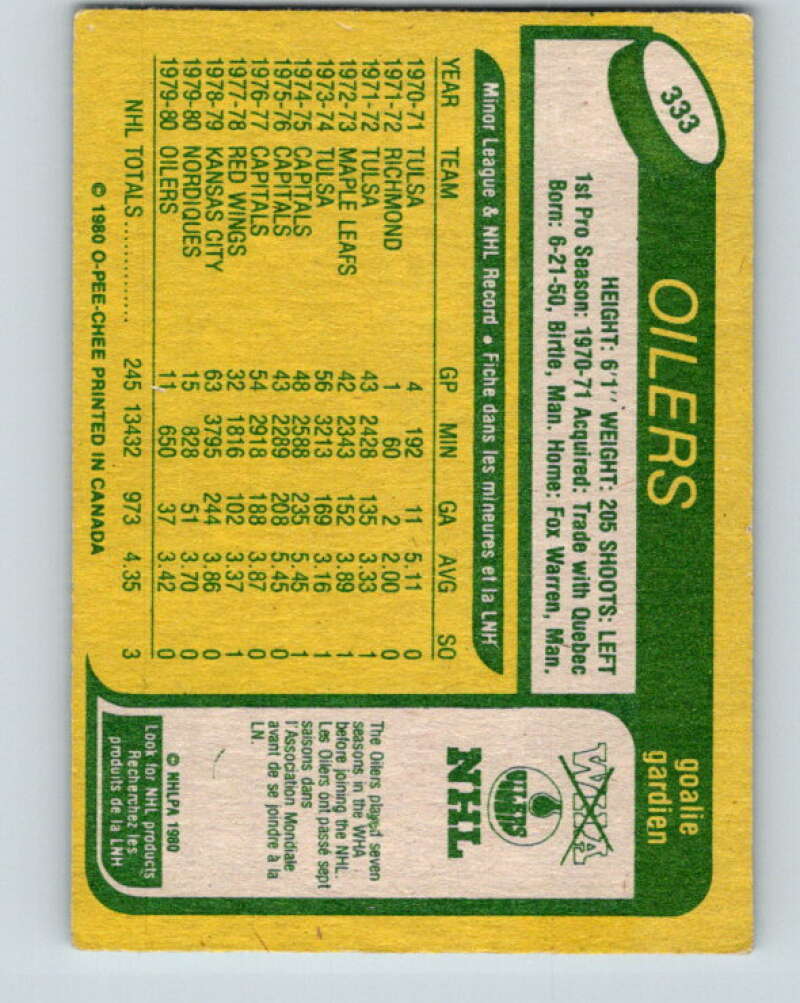 333
OILERS
goalie
gardien
HEIGHT: 6'1" WEIGHT: 205 SHOOTS: LEFT
1st Pro Season: 1970-71 Acquired: Trade with Quebec
Born: 6-21-50, Birtle, Man. Home: Fox Warren, Man.
Minor League & NHL Record • Fiche dans les mineures et la LNH
YEAR TEAM GP MIN GA AVG SO
1970-71 TULSA 4 192 11 5.11 0
1971-72 RICHMOND 1 60 2 2.00 0
1971-72 TULSA 43 2428 135 3.33 1
1972-73 MAPLE LEAFS 42 2343 152 3.89 1
1973-74 TULSA 56 3213 169 3.16 1
1974-75 CAPITALS 48 2588 235 5.45 1
1975-76 CAPITALS 43 2289 208 5.45 0
1976-77 CAPITALS 54 2918 188 3.87 1
1977-78 RED WINGS 32 1816 102 3.37 1
1978-79 KANSAS CITY 63 3795 244 3.86 0
1979-80 NORDIQUES 15 828 51 3.70 0
1979-80 OILERS 11 650 37 3.42 0
NHL TOTALS .............. 245 13432 973 4.35 3
© 1980 O-PEE-CHEE PRINTED IN CANADA
WHA
OILERS
NHL
The Oilers played seven
seasons in the WHA
before joining the NHL.
Les Oilers ont passé sept
saisons dans
l'Association Mondiale
avant de se joindre à la
LN.
© NHLPA 1980
Look for NHL products
Recherchez les
produits de la LNH